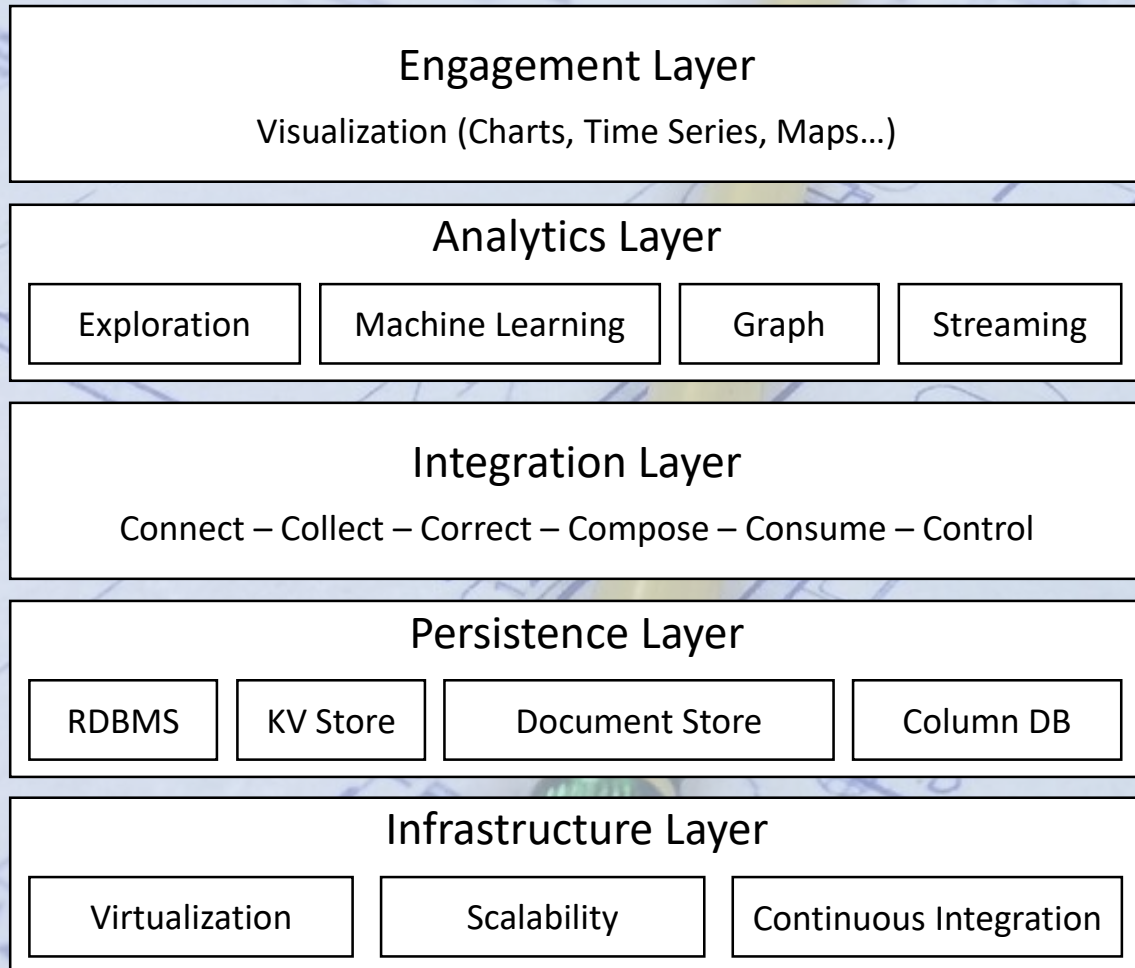 Engagement Layer
Visualization (Charts, Time Series, Maps…)
Analytics Layer
Exploration
Machine Learning
Graph
Streaming
Integration Layer
Connect – Collect – Correct – Compose – Consume – Control
Persistence Layer
RDBMS
KV Store
Document Store
Column DB
Infrastructure Layer
Virtualization
Scalability
Continuous Integration